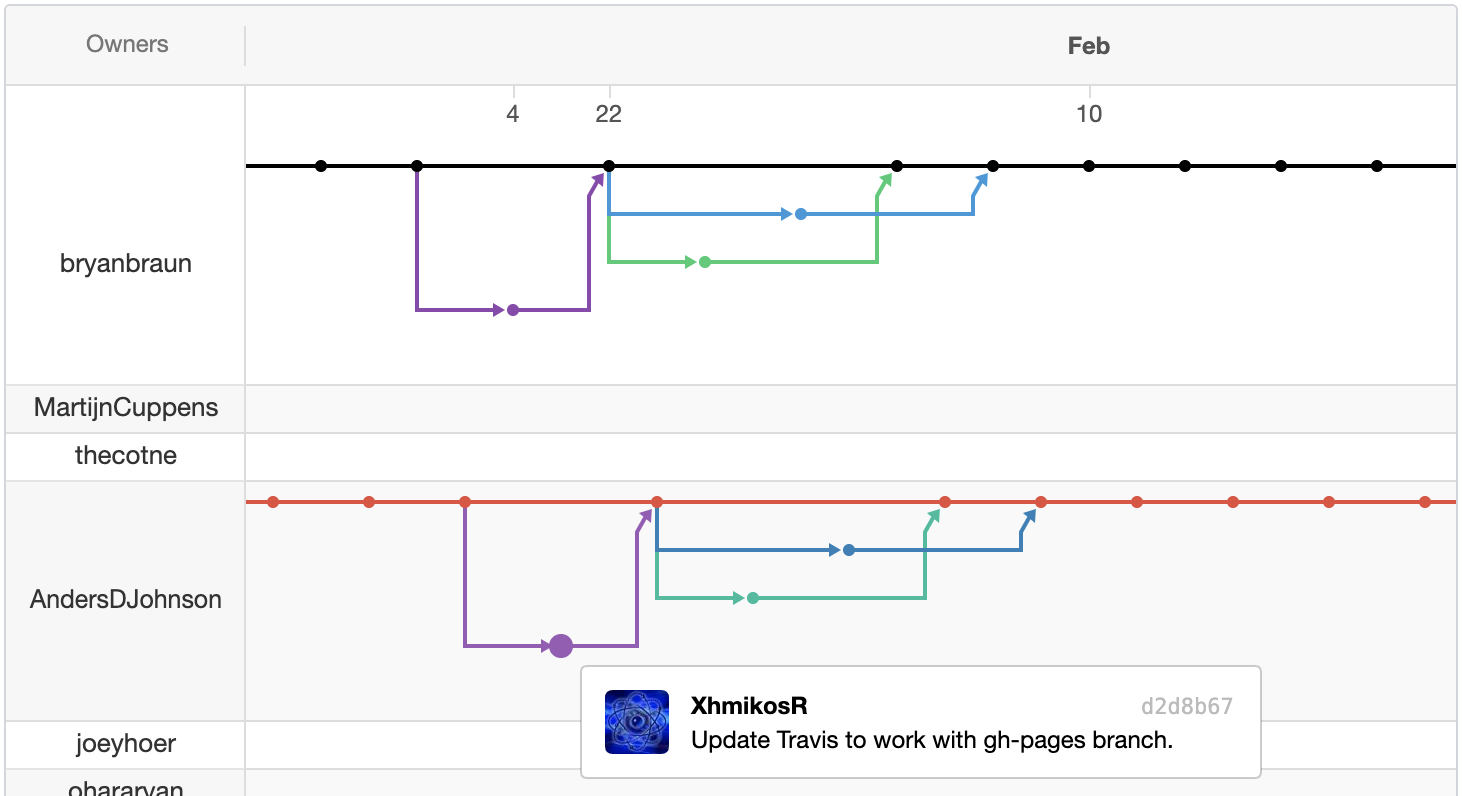 Owners
Feb
4 22 10
bryanbraun
MartijnCuppens
thecotne
AndersDJohnson
XhmikosR d2d8b67
Update Travis to work with gh-pages branch.
joeyhoer
ohararyan